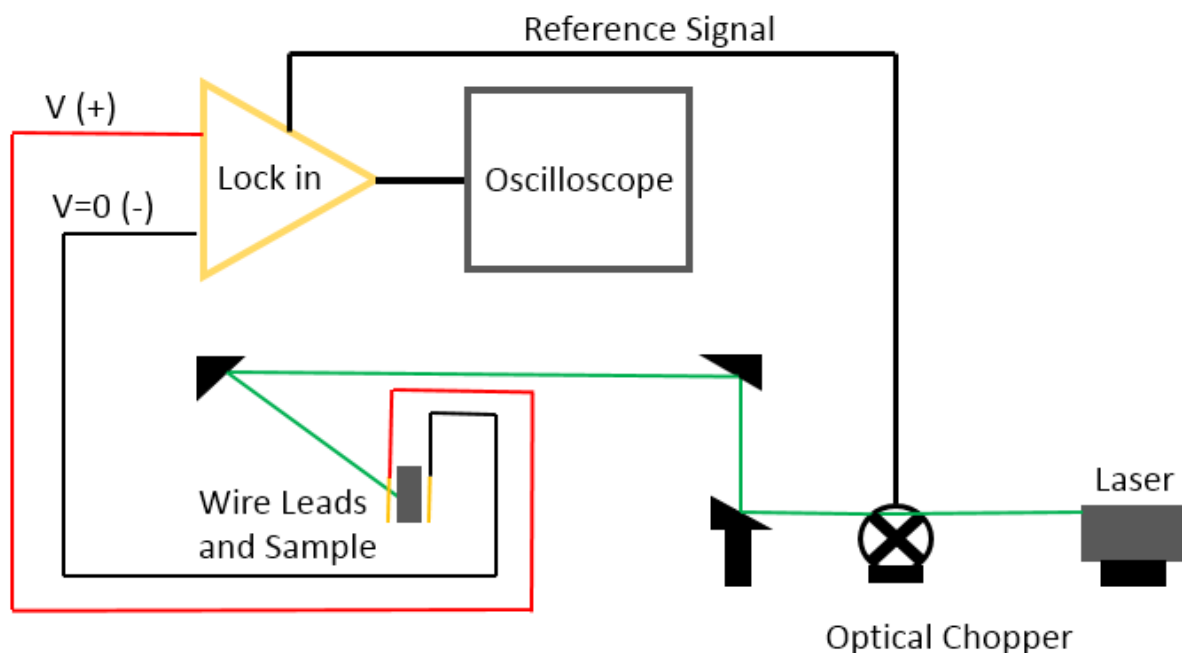 Reference Signal
V (+)
Lock in
Oscilloscope
V=0 (-)
Wire Leads
and Sample
Laser
Optical Chopper